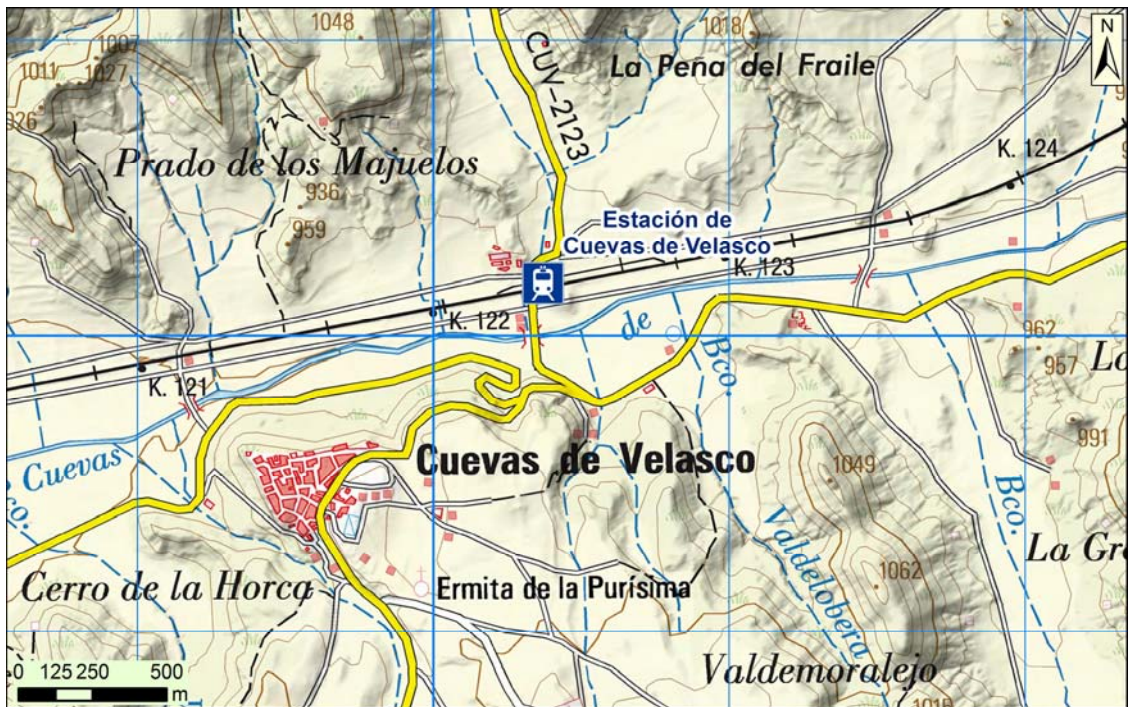 1048
1018
N
1007
1011
1027
926
CUV-2123
La Peña del Fraile
K. 124
Prado de los Majuelos
936
959
Estación de
Cuevas de Velasco
K. 123
K. 122
de
962
957
K. 121
Bco.
991
Cuevas
Cuevas de Velasco
1049
Bco.
Valdelobera
1062
Cerro de la Horca
Ermita de la Purísima
Valdemoralejo
0 125 250 500
m